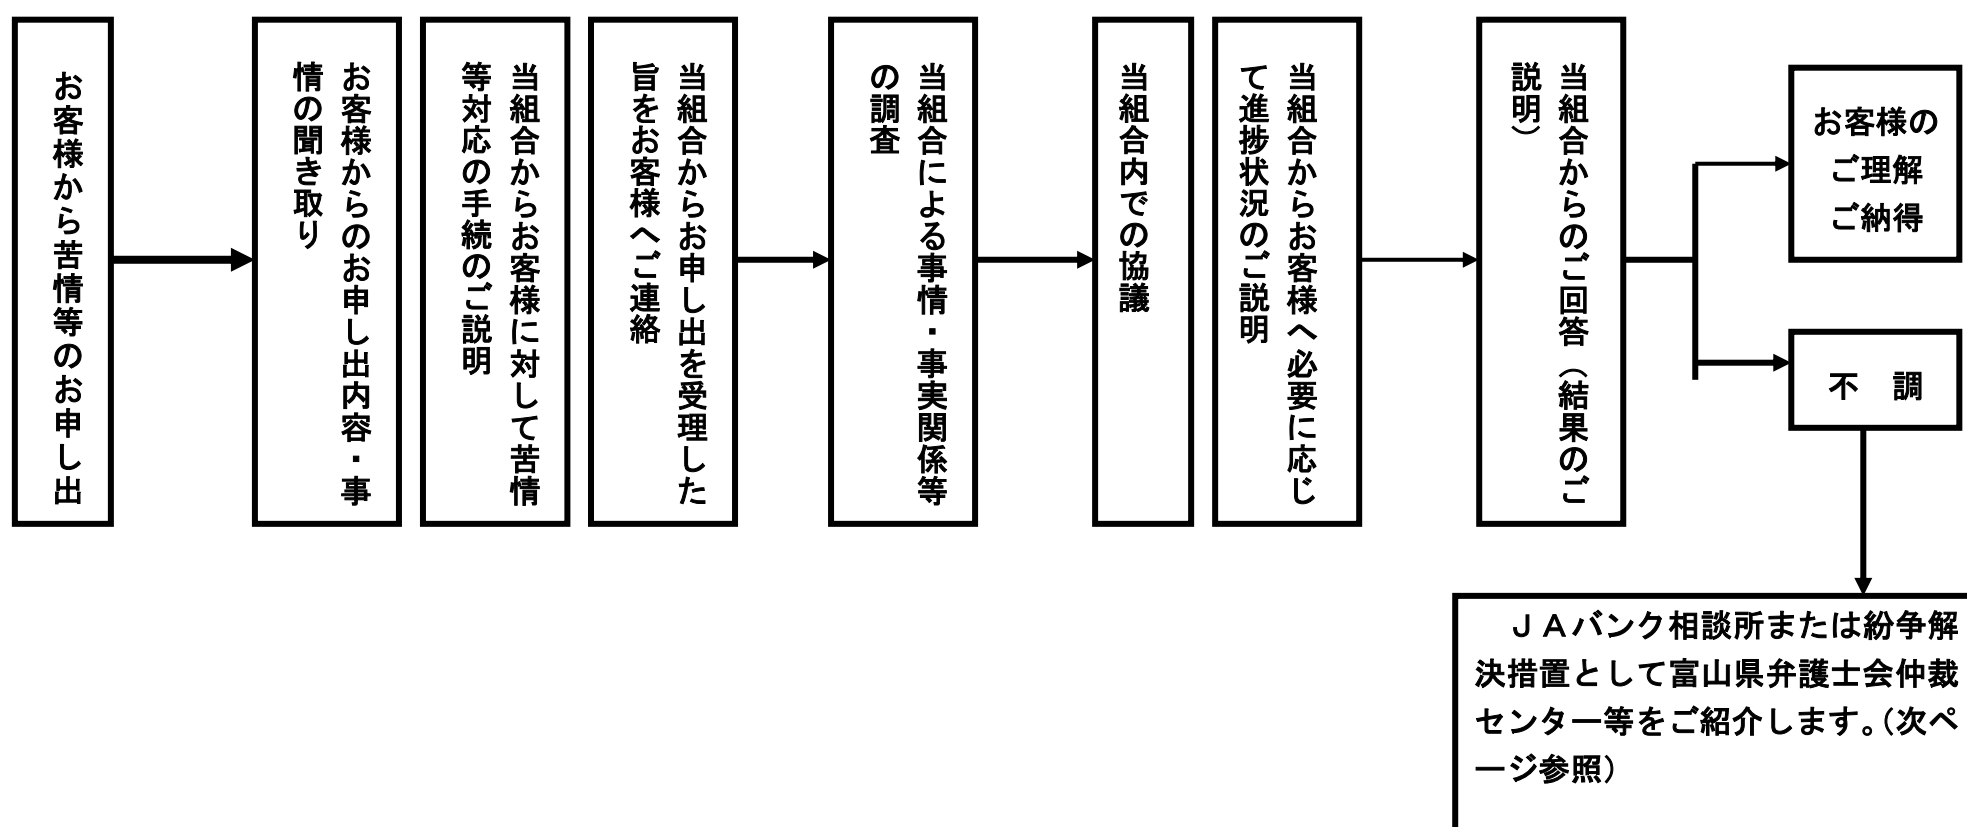 お客様から苦情等のお申し出
お客様からのお申し出内容・事
情の聞き取り
当組合からお客様に対して苦情
等対応の手続のご説明
当組合からお申し出を受理した
旨をお客様へご連絡
当組合による事情・事実関係等
の調査
当組合内での協議
当組合からお客様へ必要に応じ
て進捗状況のご説明
当組合からのご回答（結果のご
説明）
お客様の
ご理解
ご納得
不　調
ＪＡバンク相談所または紛争解
決措置として富山県弁護士会仲裁
センター等をご紹介します。（次ペ
ージ参照）